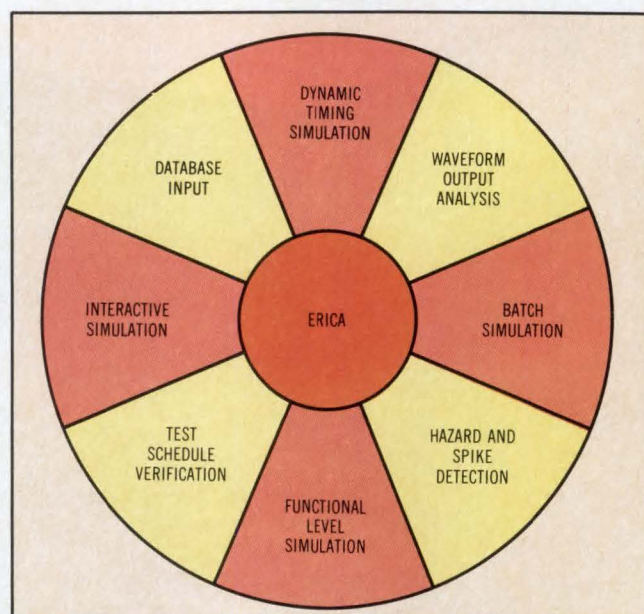 DYNAMIC
TIMING
SIMULATION
WAVEFORM
OUTPUT
ANALYSIS
BATCH
SIMULATION
HAZARD AND
SPIKE
DETECTION
FUNCTIONAL
LEVEL
SIMULATION
TEST
SCHEDULE
VERIFICATION
INTERACTIVE
SIMULATION
DATABASE
INPUT
ERICA